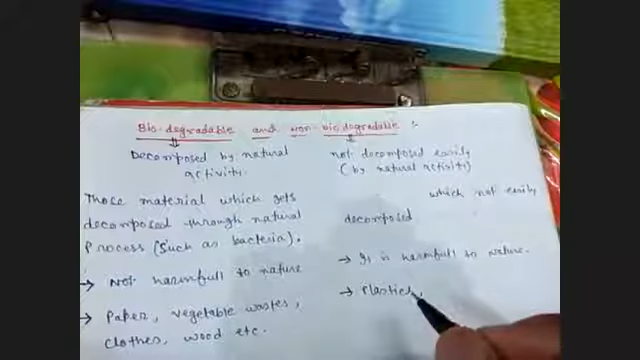 Bio-degradable and non-biodegradable :-
Decomposed by natural
activity.
Those material which gets
decomposed through natural
Process (Such as bacteria).
→ Not harmfull to nature
→ Paper, vegetable wastes,
clothes, wood etc.
not decomposed easily
(by natural activity)
which not easily
decomposed
→ It is harmfull to nature.
→ Plastics,